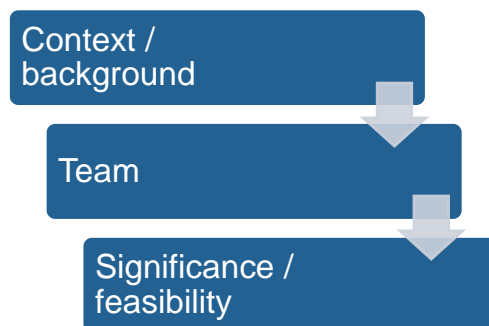 Context /
background
Team
Significance /
feasibility